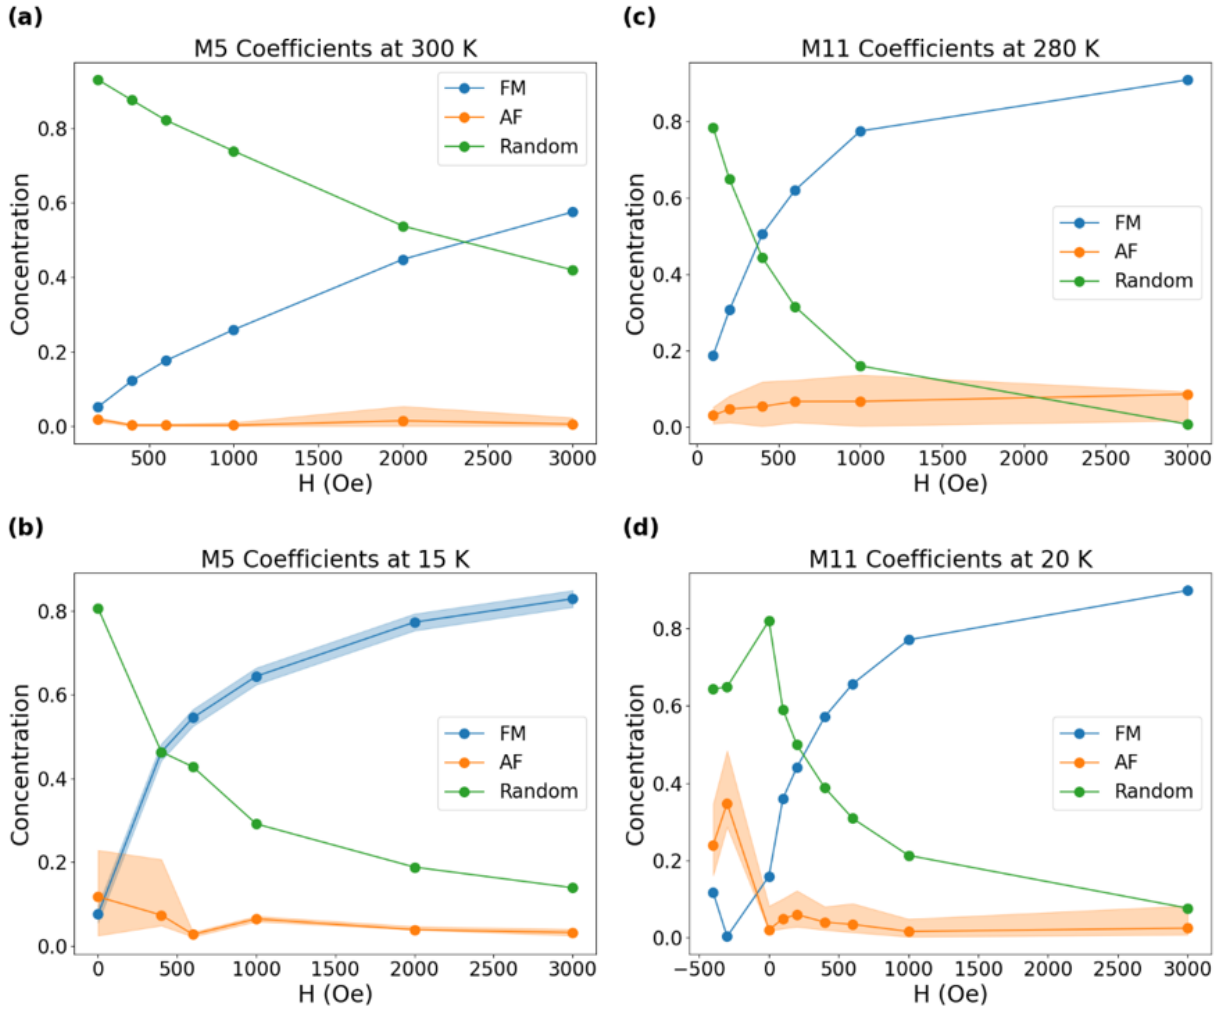 (a)
M5 Coefficients at 300 K
FM
AF
Random
0.8
0.6
0.4
0.2
0.0
Concentration
500 1000 1500 2000 2500 3000
H (Oe)
(c)
M11 Coefficients at 280 K
FM
AF
Random
0.8
0.6
0.4
0.2
0.0
Concentration
0 500 1000 1500 2000 2500 3000
H (Oe)
(b)
M5 Coefficients at 15 K
FM
AF
Random
0.8
0.6
0.4
0.2
0.0
Concentration
0 500 1000 1500 2000 2500 3000
H (Oe)
(d)
M11 Coefficients at 20 K
FM
AF
Random
0.8
0.6
0.4
0.2
0.0
Concentration
−500 0 500 1000 1500 2000 2500 3000
H (Oe)